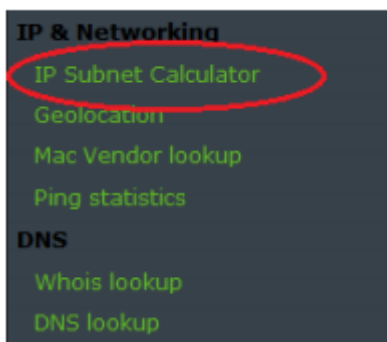 IP & Networking
IP Subnet Calculator
Geolocation
Mac Vendor lookup
Ping statistics
DNS
Whois lookup
DNS lookup